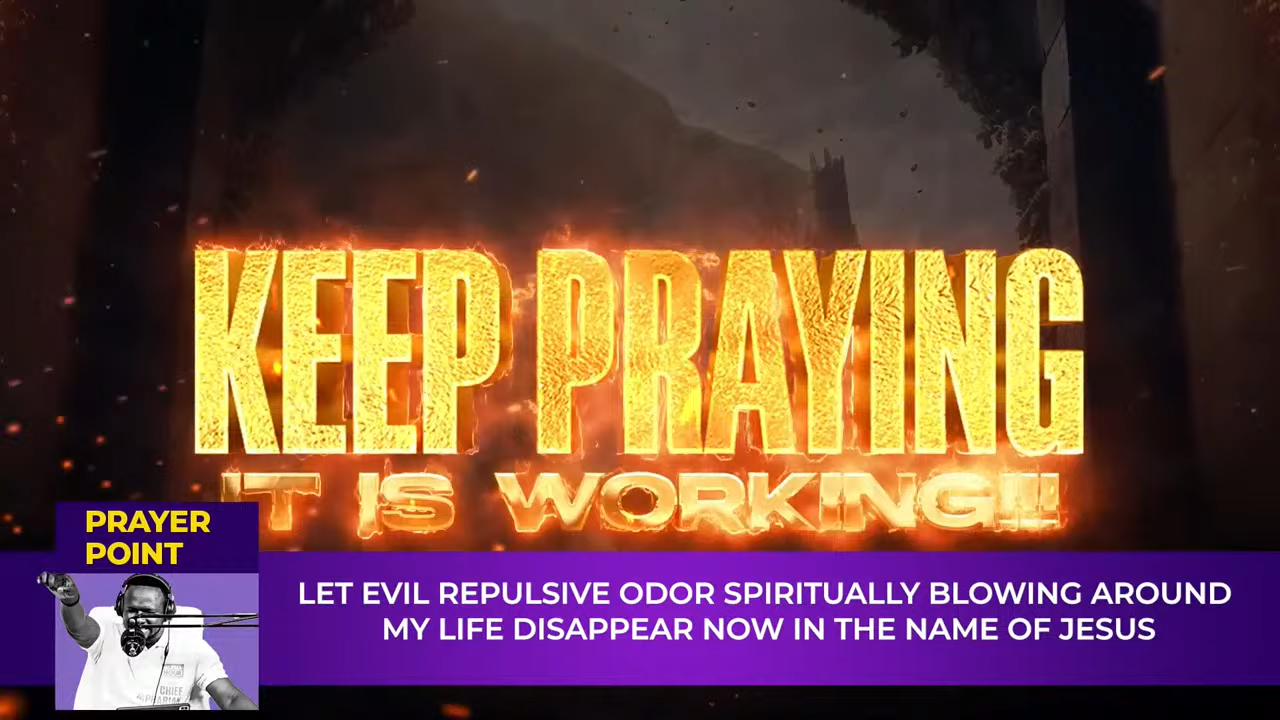 KEEP PRAYING
IT IS WORKING!!!
PRAYER
POINT
LET EVIL REPULSIVE ODOR SPIRITUALLY BLOWING AROUND
MY LIFE DISAPPEAR NOW IN THE NAME OF JESUS
CHIEF